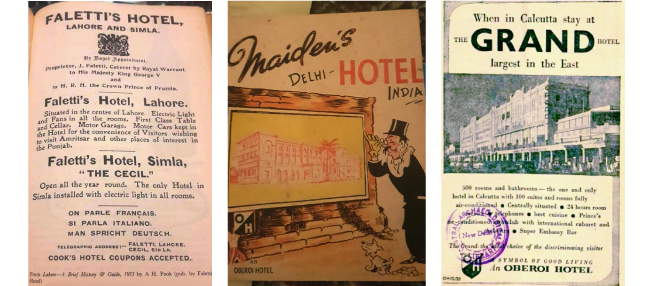 FALETTI'S HOTEL,
LAHORE AND SIMLA.
By Royal Appointment.
Proprietor, J. Faletti, Caterer by Royal Warrant
to His Majesty King George V
and
to H. R. H. the Crown Prince of Prussia.
Faletti's Hotel, Lahore.
Situated in the centre of Lahore. Electric Light
and Fans in all the rooms. First Class Table
and Cellar. Motor Garage. Motor Cars kept in
the Hotel for the convenience of Visitors wishing
to visit Amritsar and other places of interest in
the Punjab.
Faletti's Hotel, Simla,
"THE CECIL."
Open all the year round. The only Hotel in
Simla installed with electric light in all rooms.
ON PARLE FRANÇAIS.
SI PARLA ITALIANO.
MAN SPRICHT DEUTSCH.
TELEGRAPHIC ADDRESS:— FALETTI, LAHORE.
CECIL, SIMLA.
COOK'S HOTEL COUPONS ACCEPTED.
From Lahore—A Brief History & Guide, 1913 by A. H. Pook (pub. by Faletti
Maiden's
DELHI - HOTEL
INDIA
OH
AN
OBEROI HOTEL
When in Calcutta stay at
THE GRAND HOTEL
largest in the East
500 rooms and bathrooms — the one and only
hotel in Calcutta with 100 suites and rooms fully
air-conditioned • Centrally situated • 24 hours room
telephones • best cuisine • Prince's
air-conditioned club with international cabaret and
• Super Embassy Bar
The Grand the choice of the discriminating visitor
New Delhi
A SYMBOL OF GOOD LIVING
OH An OBEROI HOTEL